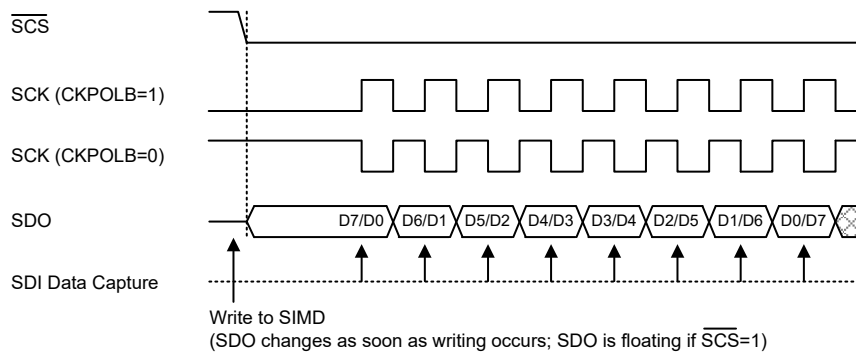 SCS
SCK (CKPOLB=1)
SCK (CKPOLB=0)
SDO D7/D0 D6/D1 D5/D2 D4/D3 D3/D4 D2/D5 D1/D6 D0/D7
SDI Data Capture
Write to SIMD
(SDO changes as soon as writing occurs; SDO is floating if SCS=1)